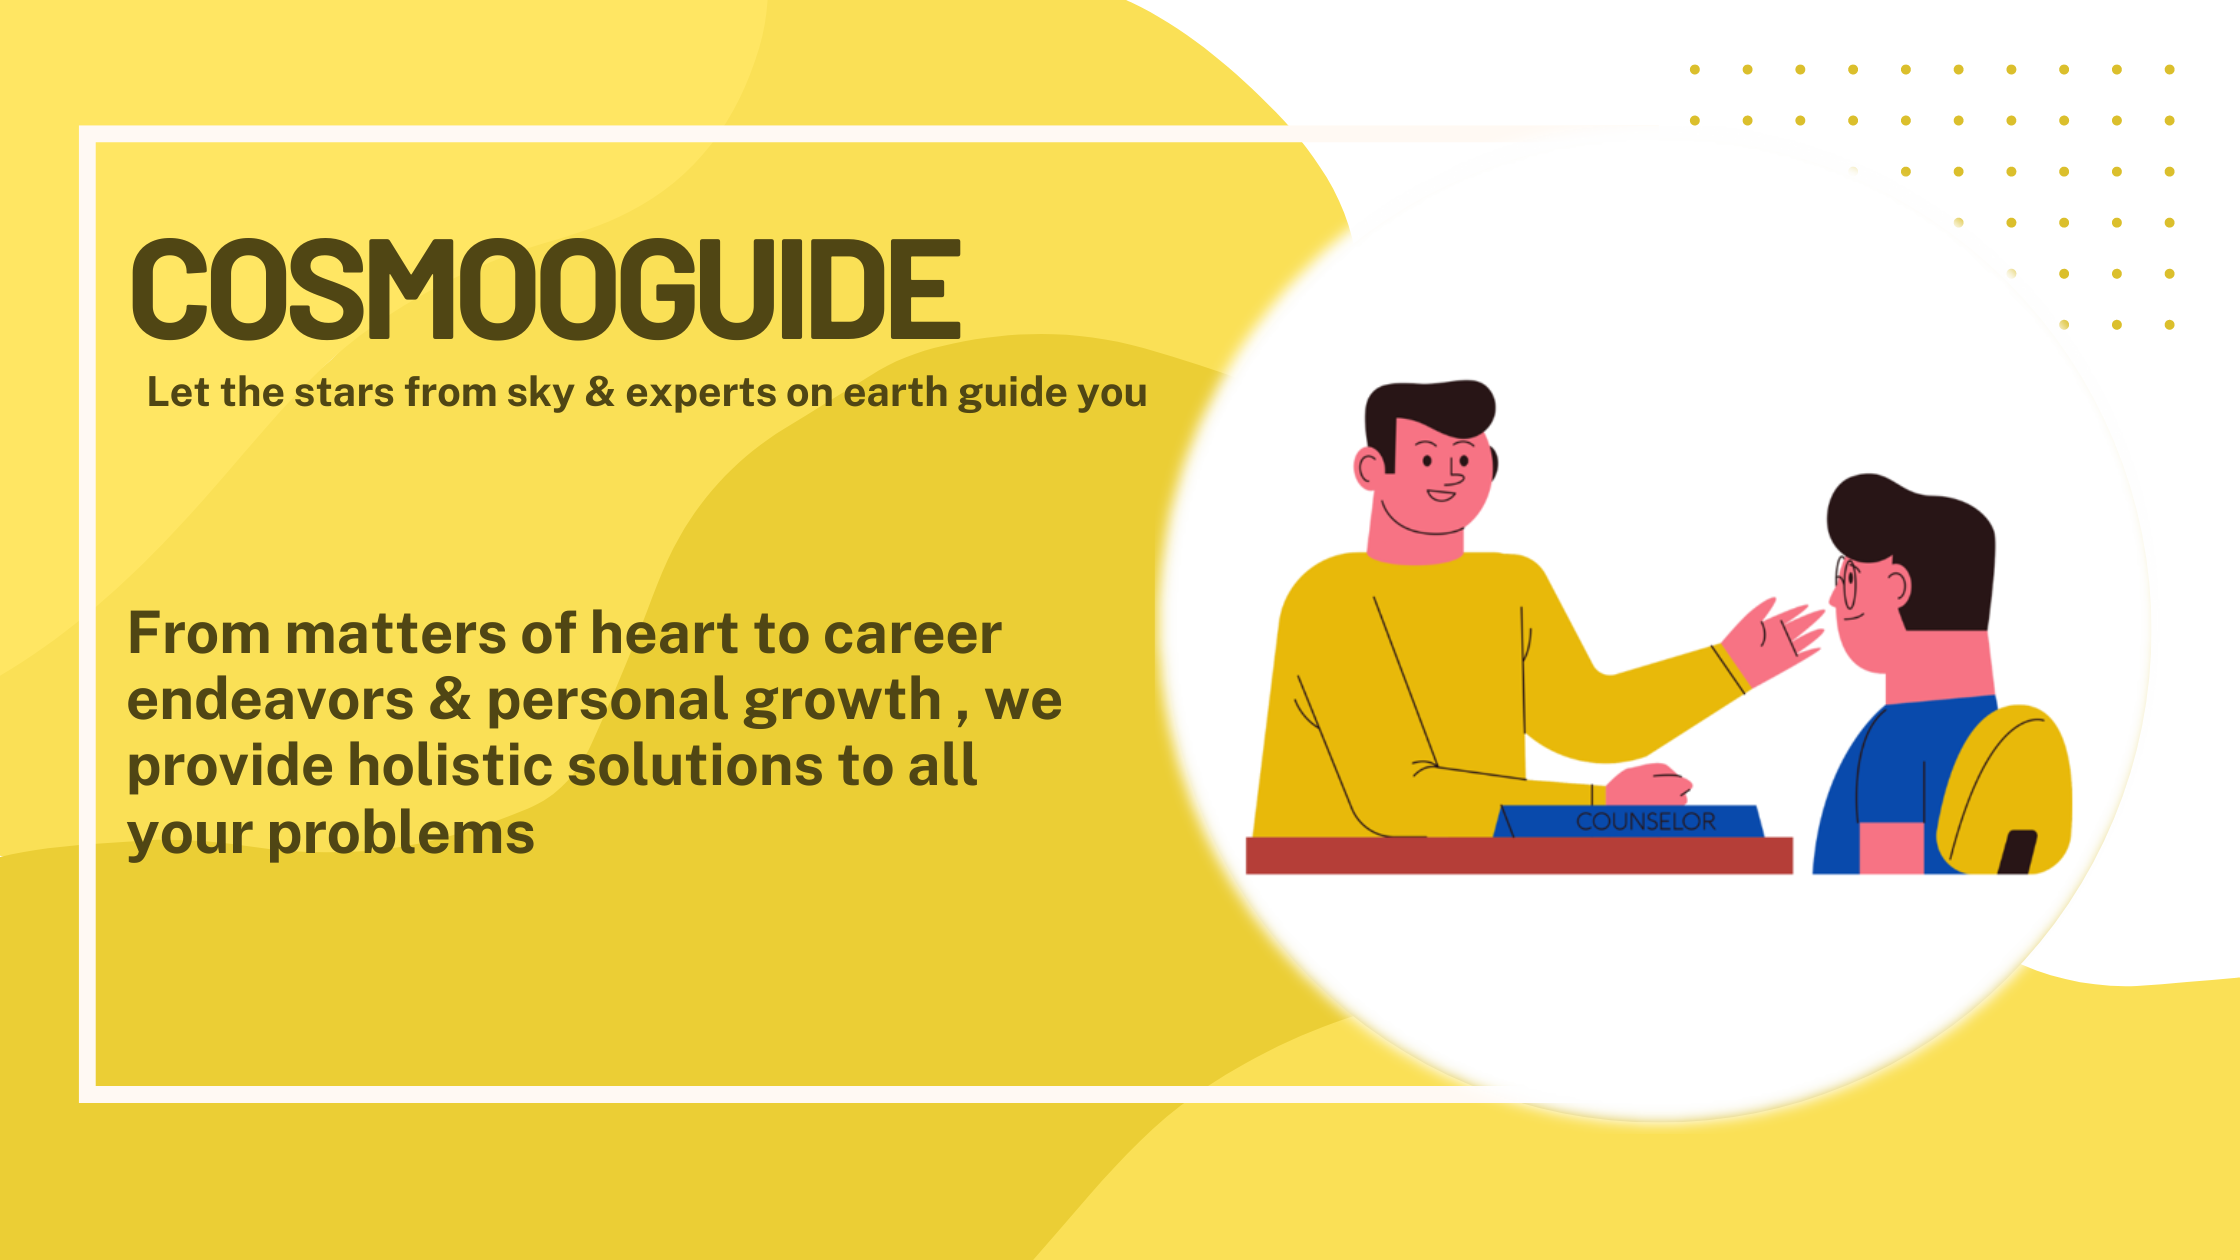 COSMOOGUIDE
Let the stars from sky & experts on earth guide you
From matters of heart to career
endeavors & personal growth , we
provide holistic solutions to all
your problems
COUNSELOR